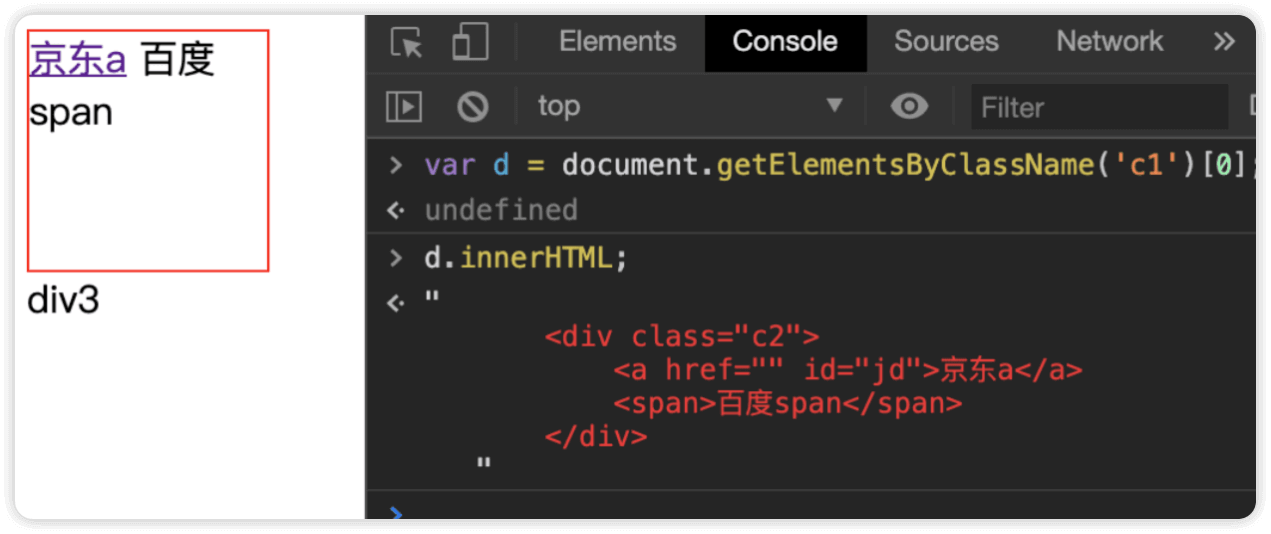 京东a 百度
span
div3
Elements Console Sources Network
top Filter
var d = document.getElementsByClassName('c1')[0];
undefined
d.innerHTML;
"
<div class="c2">
<a href="" id="jd">京东a</a>
<span>百度span</span>
</div>
"